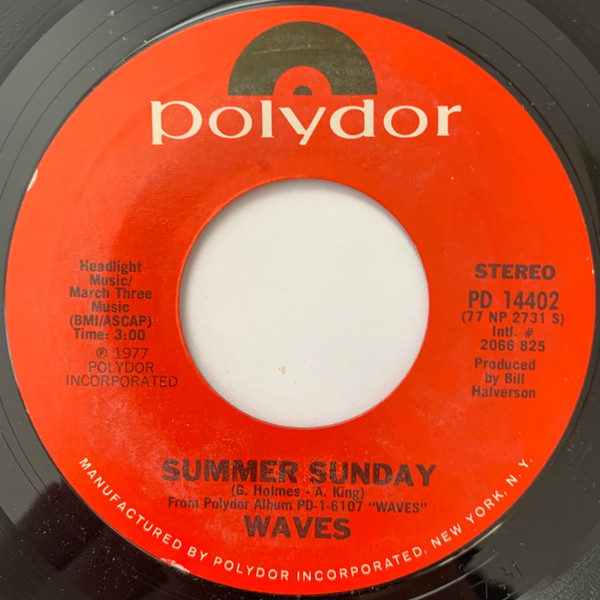 polydor
Headlight
Music/
March Three
Music
(BMI/ASCAP)
Time: 3:00
℗ 1977
POLYDOR
INCORPORATED
STEREO
PD 14402
(77 NP 2731 S)
Intl. #
2066 825
Produced
by Bill
Halverson
SUMMER SUNDAY
(G. Holmes - A. King)
From Polydor Album PD-1-6107 "WAVES"
WAVES
MANUFACTURED BY POLYDOR INCORPORATED, NEW YORK, N. Y.